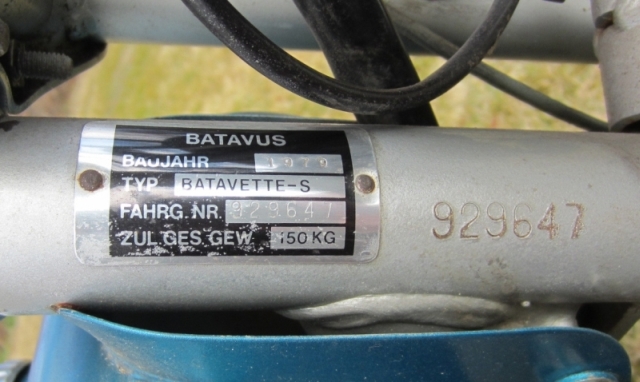 BATAVUS
BAUJAHR 1979
TYP BATAVETTE-S
FAHRG. NR. 929647
ZUL. GES. GEW. 150 KG
929647